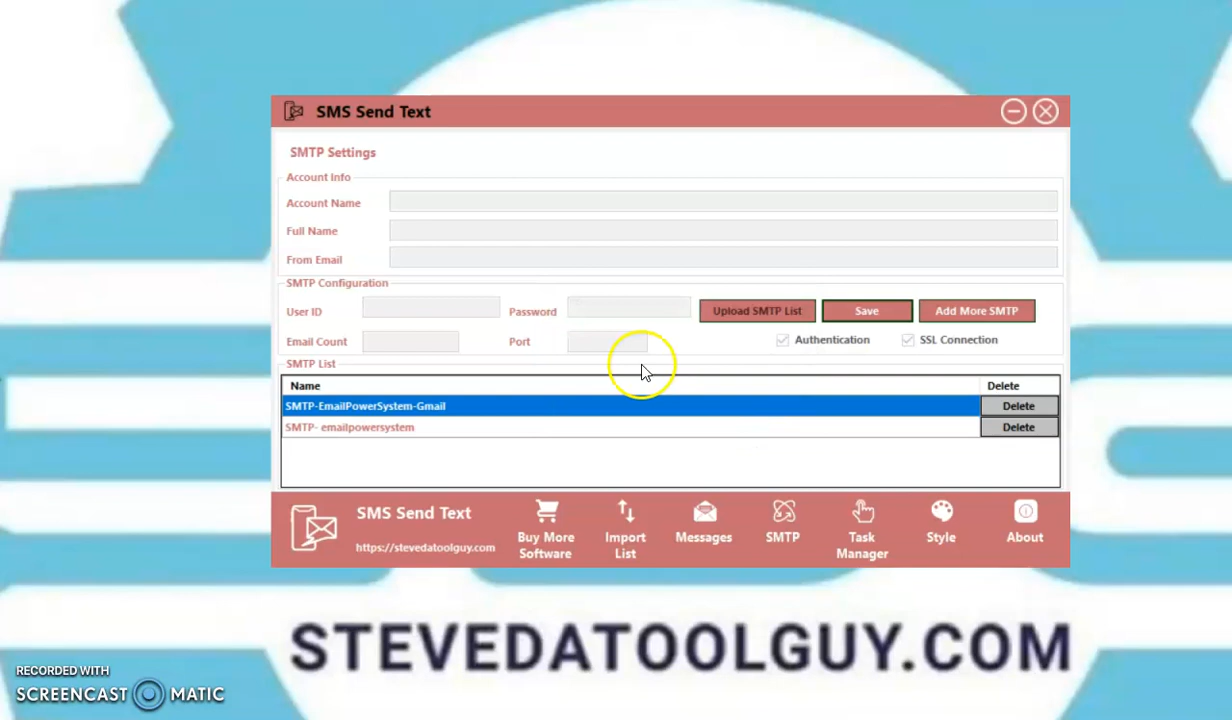 SMS Send Text
SMTP Settings
Account Info
Account Name
Full Name
From Email
SMTP Configuration
User ID
Password
Upload SMTP List
Save
Add More SMTP
Email Count
Port
Authentication
SSL Connection
SMTP List
Name
Delete
SMTP-EmailPowerSystem-Gmail
Delete
SMTP- emailpowersystem
Delete
SMS Send Text
https://stevedatoolguy.com
Buy More
Software
Import
List
Messages
SMTP
Task
Manager
Style
About
STEVEDATOOLGUY.COM
RECORDED WITH
SCREENCAST MATIC